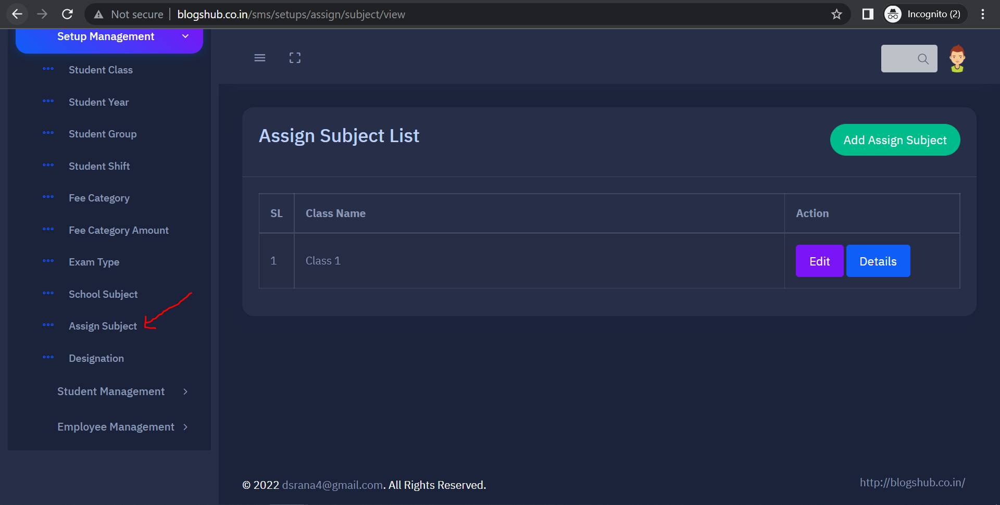 Not secure | blogshub.co.in/sms/setups/assign/subject/view
Incognito (2)
Setup Management
Student Class
Student Year
Student Group
Student Shift
Fee Category
Fee Category Amount
Exam Type
School Subject
Assign Subject
Designation
Student Management
Employee Management
Assign Subject List
Add Assign Subject
SL Class Name Action
1 Class 1 Edit Details
© 2022 dsrana4@gmail.com. All Rights Reserved.
http://blogshub.co.in/